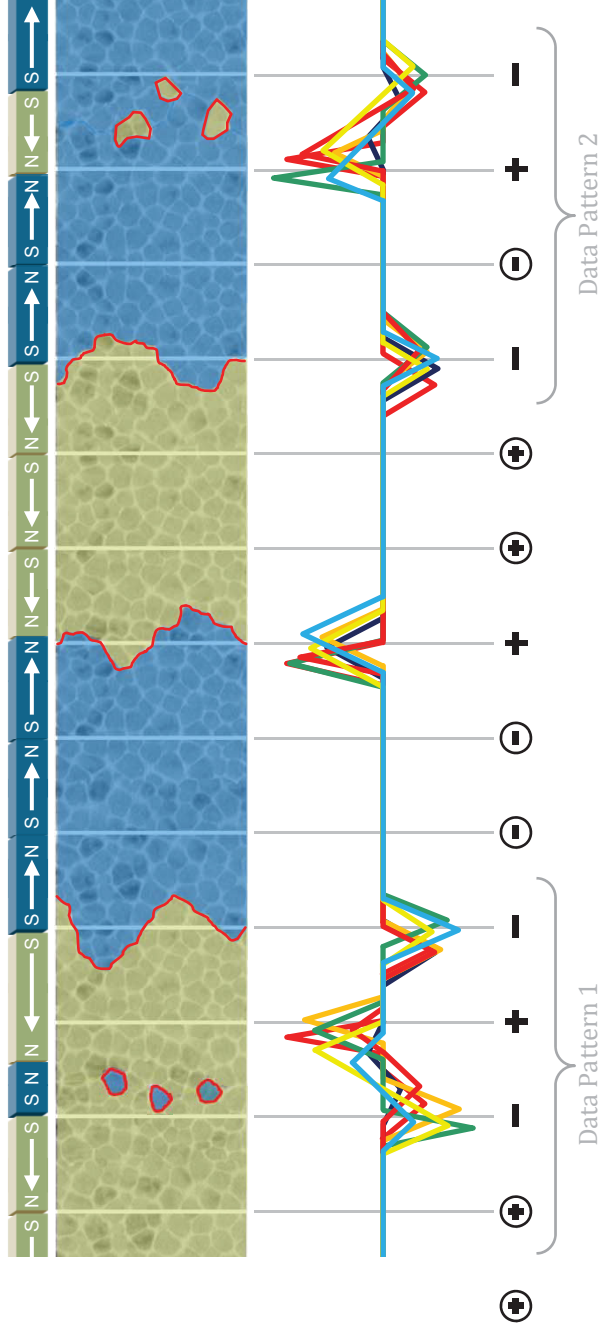 S N S S N N S S N S N S N N S N S N S S N S N N S S
+ + - + - - - + + + - - + -
Data Pattern 1
Data Pattern 2